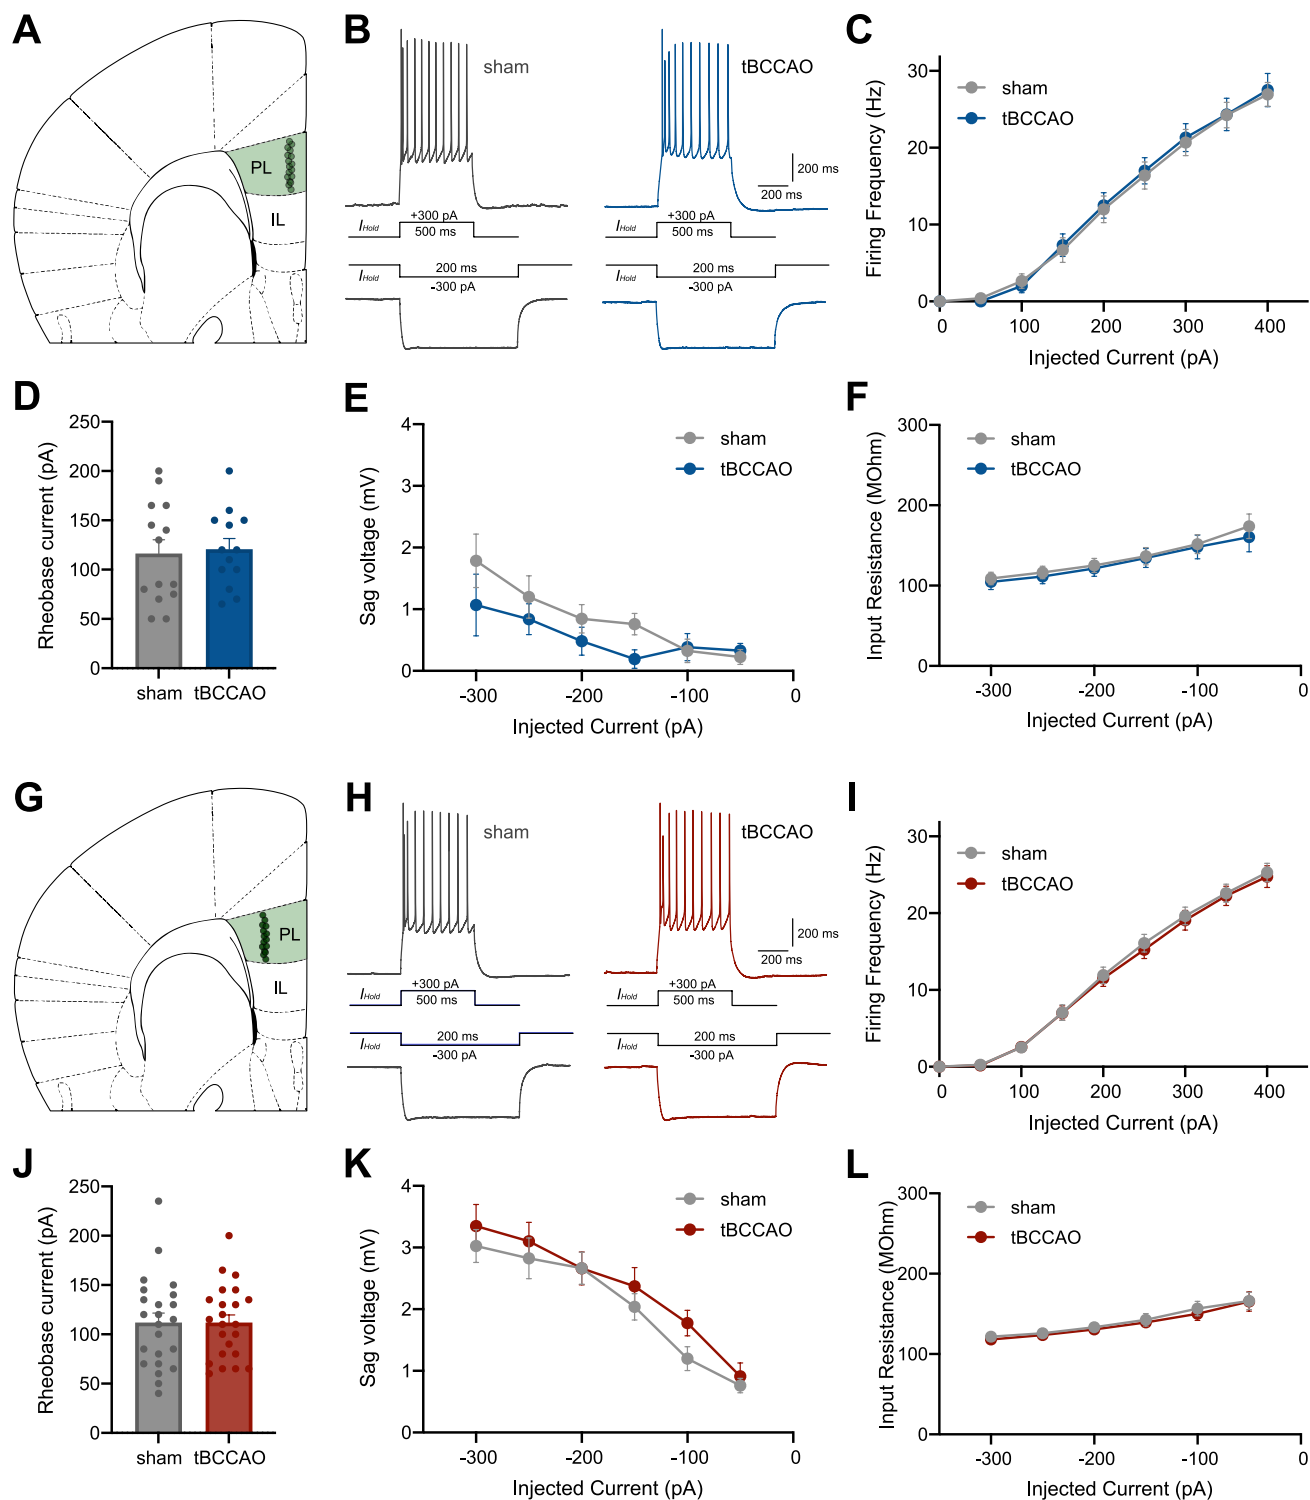 A
PL
IL
B
sham
tBCCAO
200 ms
200 ms
+300 pA
IHold
500 ms
+300 pA
IHold
500 ms
IHold
200 ms
-300 pA
IHold
200 ms
-300 pA
C
Firing Frequency (Hz)
sham
tBCCAO
30
20
10
0
0
100
200
300
400
Injected Current (pA)
D
Rheobase current (pA)
250
200
150
100
50
0
sham
tBCCAO
E
Sag voltage (mV)
sham
tBCCAO
4
3
2
1
0
-300
-200
-100
0
Injected Current (pA)
F
Input Resistance (MOhm)
sham
tBCCAO
300
200
100
0
-300
-200
-100
0
Injected Current (pA)
G
PL
IL
H
sham
tBCCAO
200 ms
200 ms
+300 pA
IHold
500 ms
+300 pA
IHold
500 ms
IHold
200 ms
-300 pA
IHold
200 ms
-300 pA
I
Firing Frequency (Hz)
sham
tBCCAO
30
20
10
0
0
100
200
300
400
Injected Current (pA)
J
Rheobase current (pA)
250
200
150
100
50
0
sham
tBCCAO
K
Sag voltage (mV)
sham
tBCCAO
4
3
2
1
0
-300
-200
-100
0
Injected Current (pA)
L
Input Resistance (MOhm)
sham
tBCCAO
300
200
100
0
-300
-200
-100
0
Injected Current (pA)